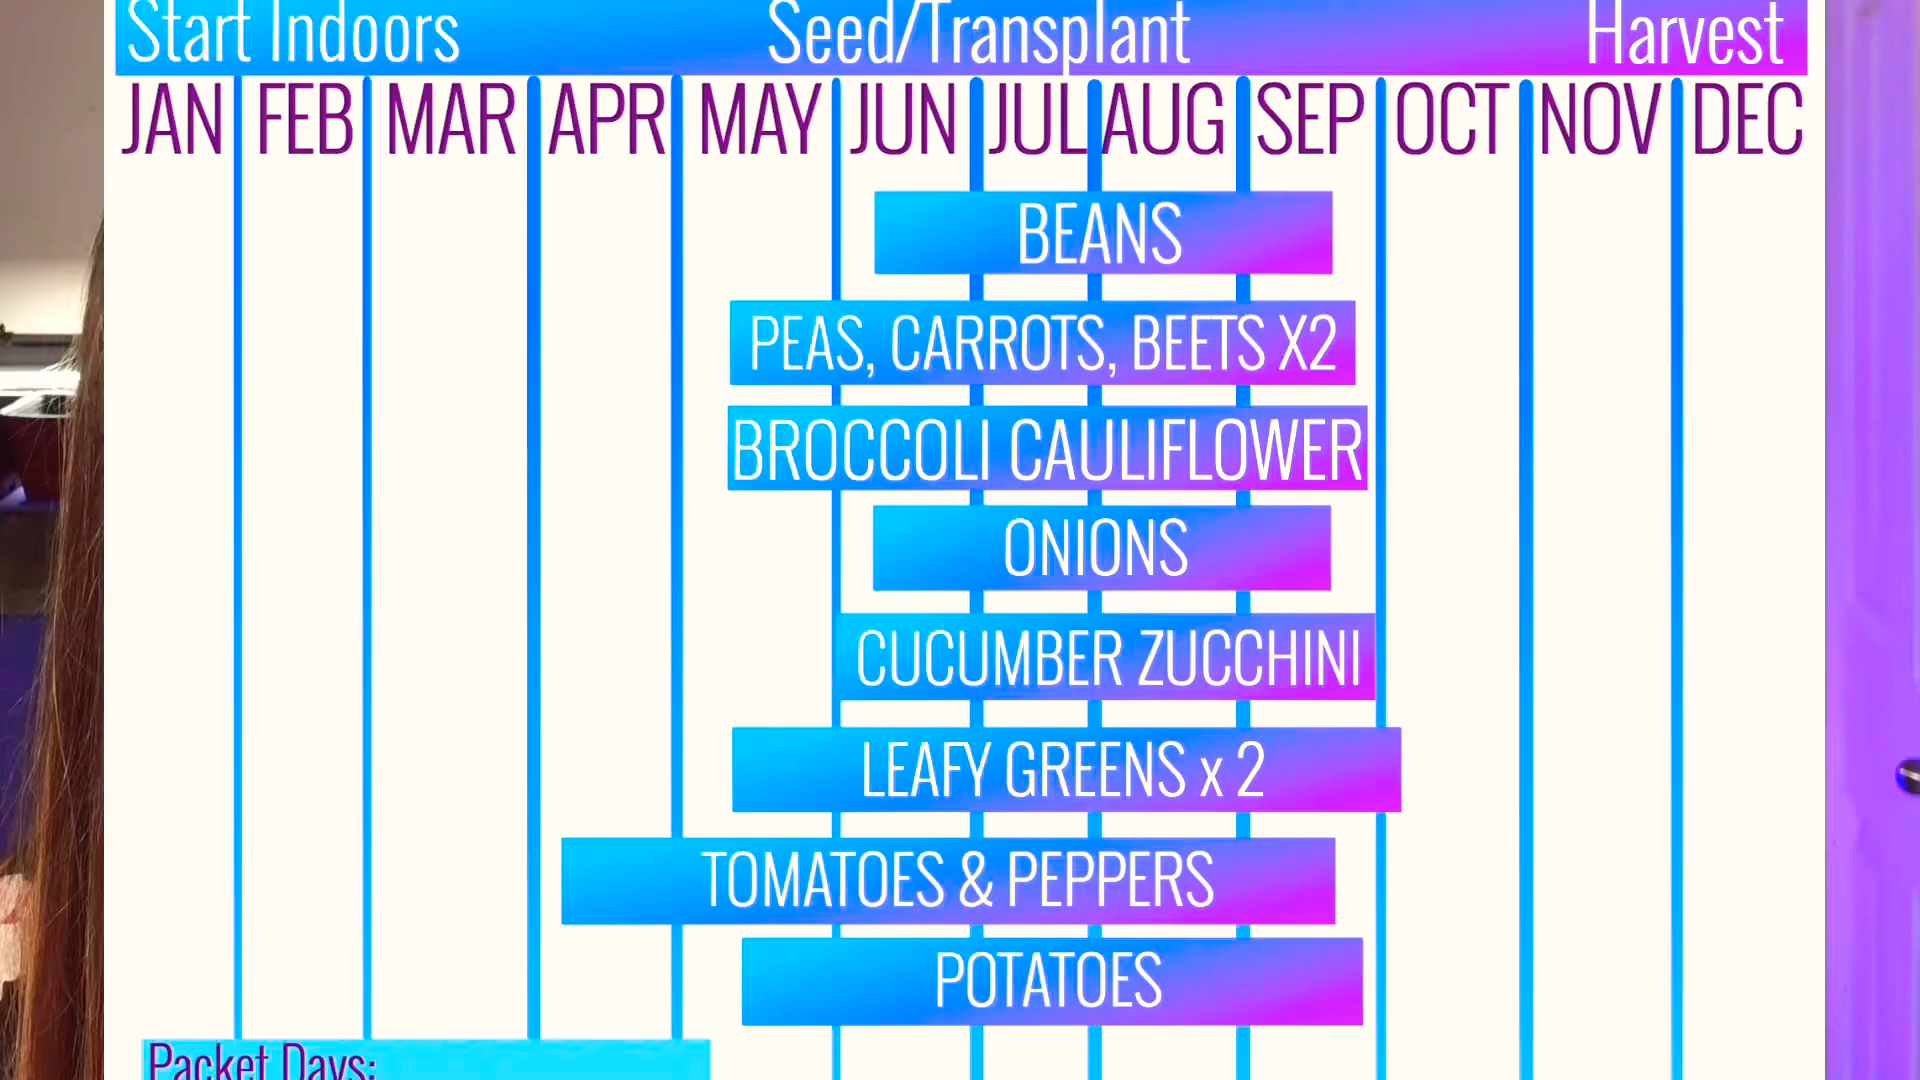 Start Indoors Seed/Transplant Harvest
JAN FEB MAR APR MAY JUN JUL AUG SEP OCT NOV DEC
BEANS
PEAS, CARROTS, BEETS X2
BROCCOLI CAULIFLOWER
ONIONS
CUCUMBER ZUCCHINI
LEAFY GREENS x 2
TOMATOES & PEPPERS
POTATOES
Packet Days: